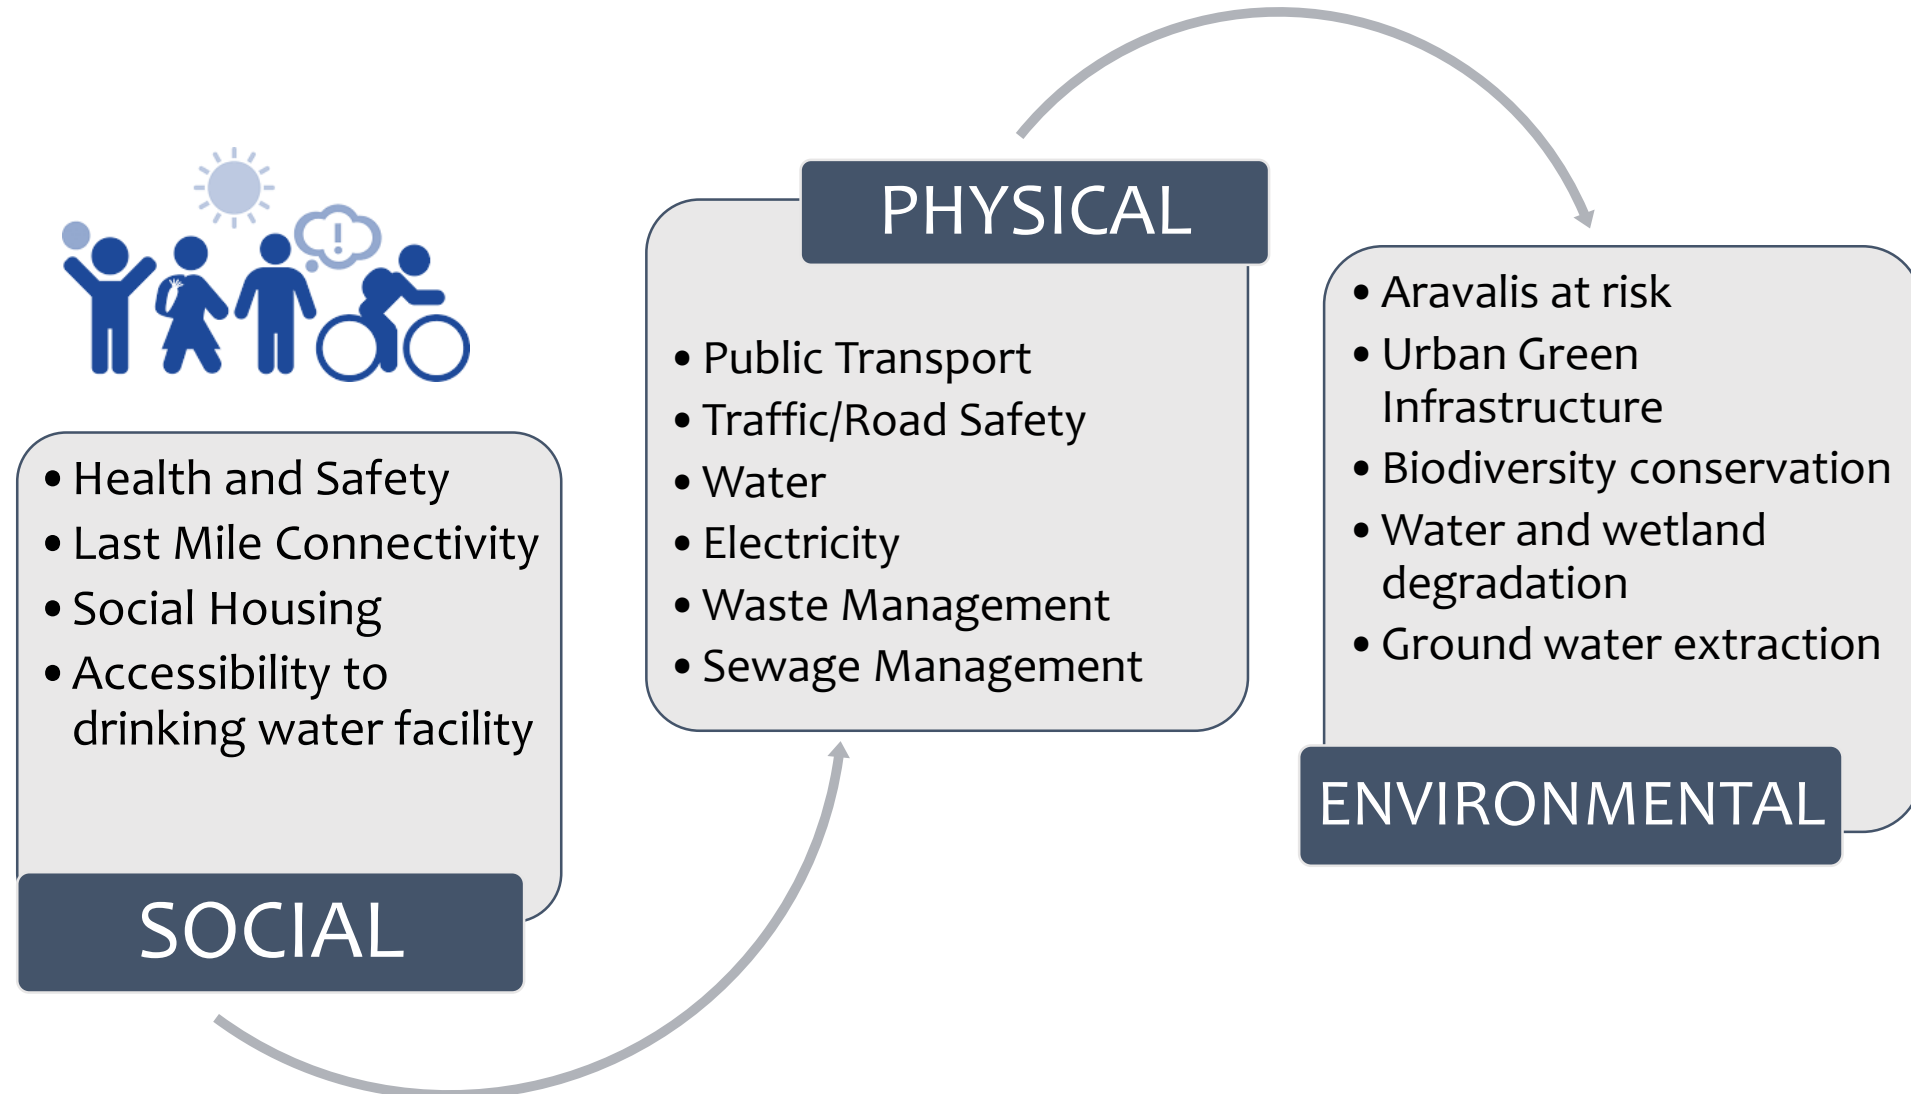 • Health and Safety
• Last Mile Connectivity
• Social Housing
• Accessibility to
drinking water facility
SOCIAL
PHYSICAL
• Public Transport
• Traffic/Road Safety
• Water
• Electricity
• Waste Management
• Sewage Management
• Aravalis at risk
• Urban Green
Infrastructure
• Biodiversity conservation
• Water and wetland
degradation
• Ground water extraction
ENVIRONMENTAL
!